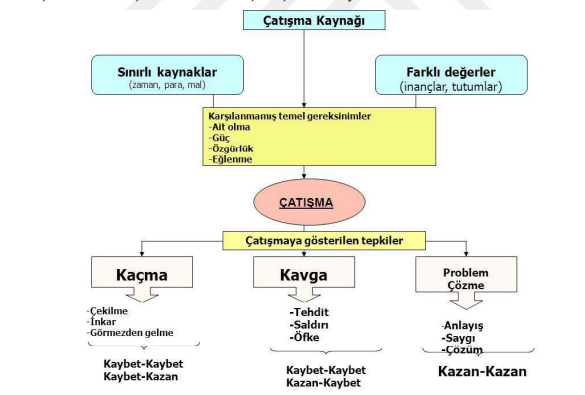 Çatışma Kaynağı
Sınırlı kaynaklar
(zaman, para, mal)
Farklı değerler
(inançlar, tutumlar)
Karşılanmamış temel gereksinimler
-Ait olma
-Güç
-Özgürlük
-Eğlenme
ÇATIŞMA
Çatışmaya gösterilen tepkiler
Kaçma
Kavga
Problem
Çözme
-Çekilme
-İnkar
-Görmezden gelme
-Tehdit
-Saldırı
-Öfke
-Anlayış
-Saygı
-Çözüm
Kaybet-Kaybet
Kaybet-Kazan
Kaybet-Kaybet
Kazan-Kaybet
Kazan-Kazan